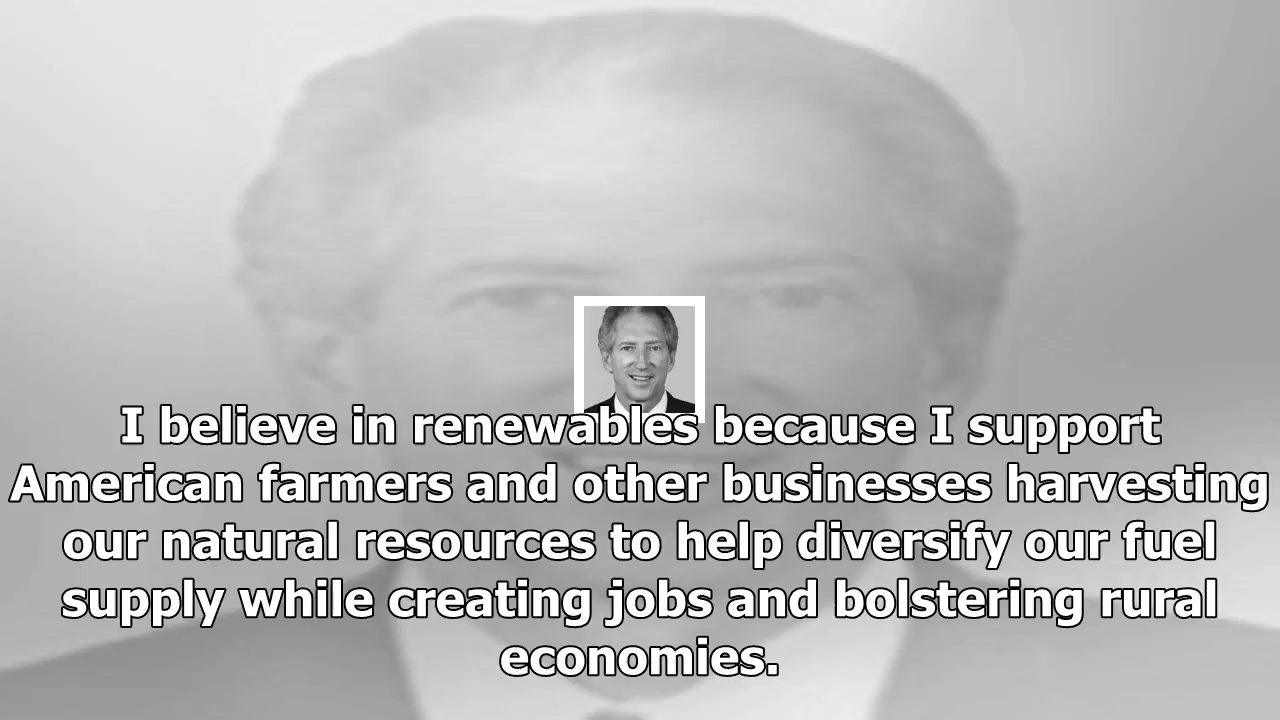 I believe in renewables because I support
American farmers and other businesses harvesting
our natural resources to help diversify our fuel
supply while creating jobs and bolstering rural
economies.